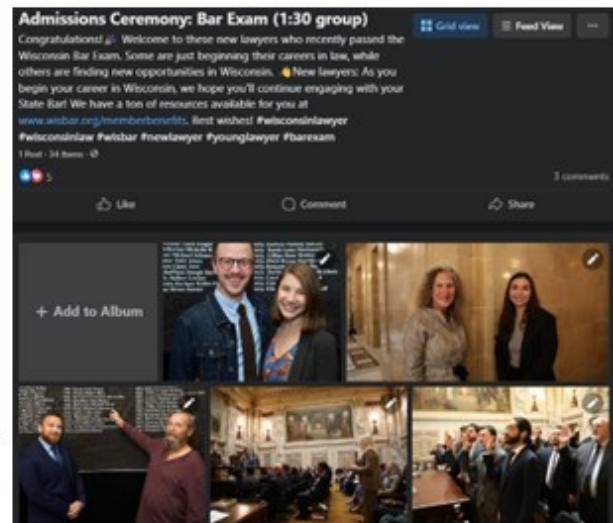 Admissions Ceremony: Bar Exam (1:30 group)
Grid view
Feed View
Congratulations!🎉 Welcome to these new lawyers who recently passed the
Wisconsin Bar Exam. Some are just beginning their careers in law, while
others are finding new opportunities in Wisconsin. 👋New lawyers: As you
begin your career in Wisconsin, we hope you'll continue engaging with your
State Bar! We have a ton of resources available for you at
www.wisbar.org/memberbenefits. Best wishes! #wisconsinlawyer
#wisconsinlaw #wisbar #newlawyer #younglawyer #barexam
1 Post · 34 Items ·
5
3 comments
Like
Comment
Share
+ Add to Album